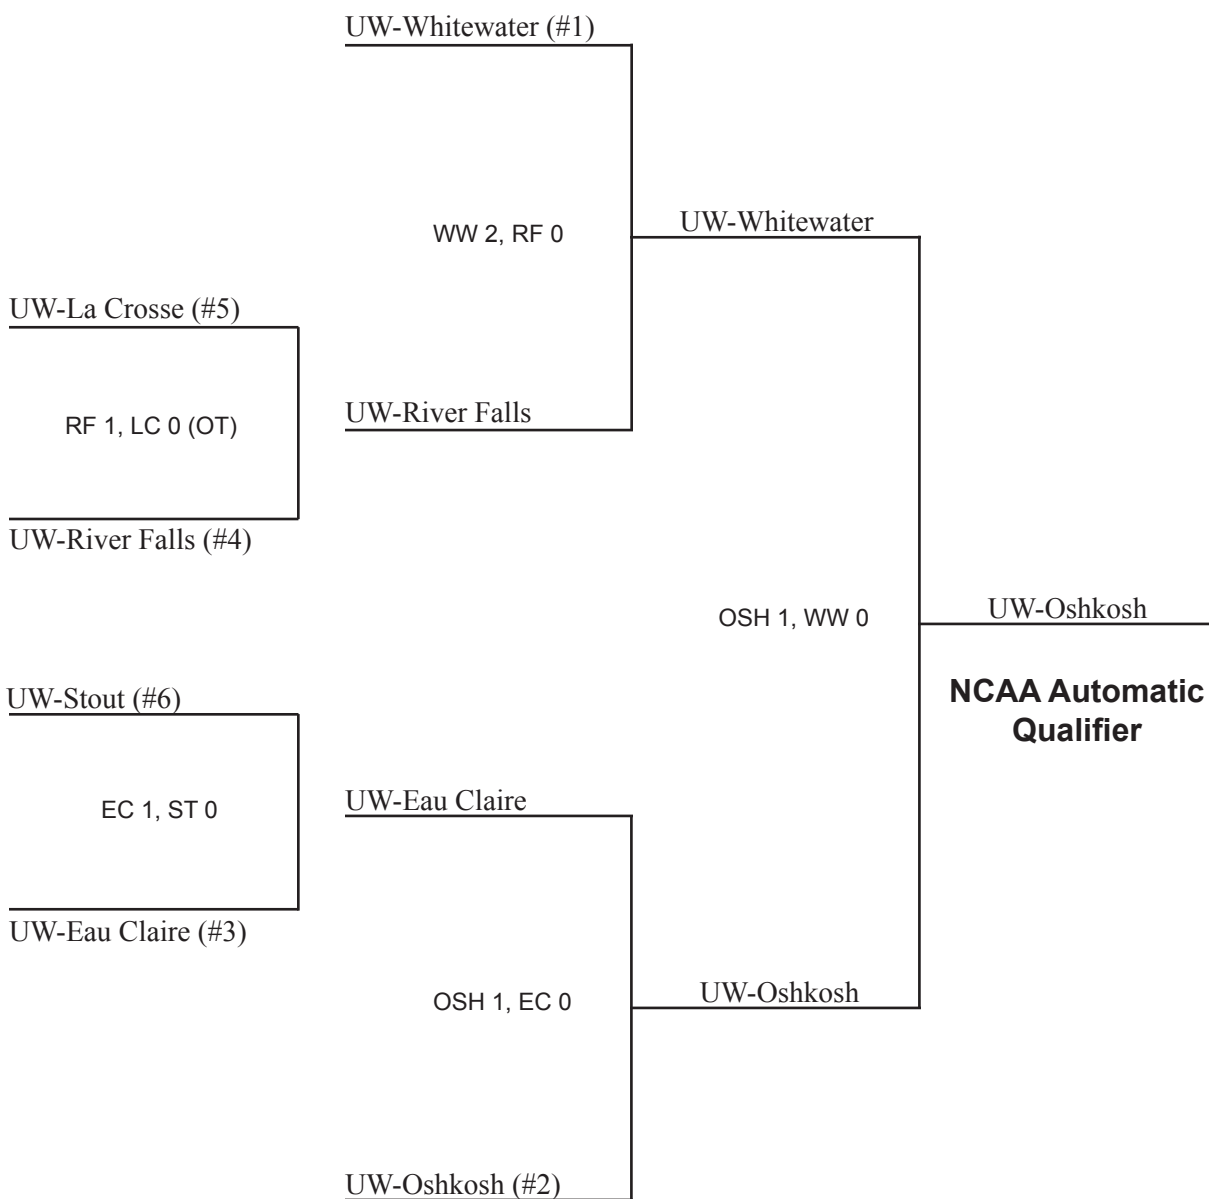 UW-Whitewater (#1)
WW 2, RF 0
UW-Whitewater
UW-La Crosse (#5)
RF 1, LC 0 (OT)
UW-River Falls
UW-River Falls (#4)
OSH 1, WW 0
UW-Oshkosh
NCAA Automatic
Qualifier
UW-Stout (#6)
EC 1, ST 0
UW-Eau Claire
UW-Eau Claire (#3)
OSH 1, EC 0
UW-Oshkosh
UW-Oshkosh (#2)